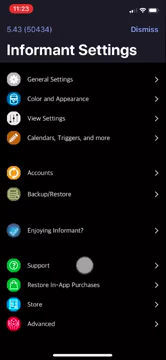 11:23
5.43 (50434)
Dismiss
Informant Settings
General Settings
Color and Appearance
View Settings
Calendars, Triggers, and more
Accounts
Backup/Restore
Enjoying Informant?
Support
Restore In-App Purchases
Store
Advanced